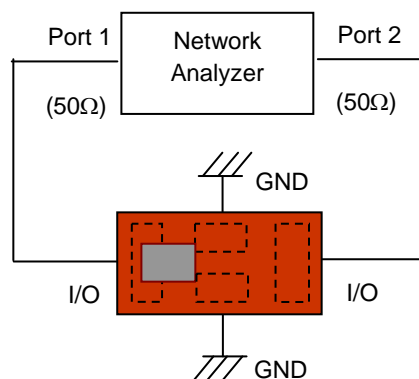 Port 1
Network
Analyzer
Port 2
(50Ω)
(50Ω)
GND
I/O
I/O
GND